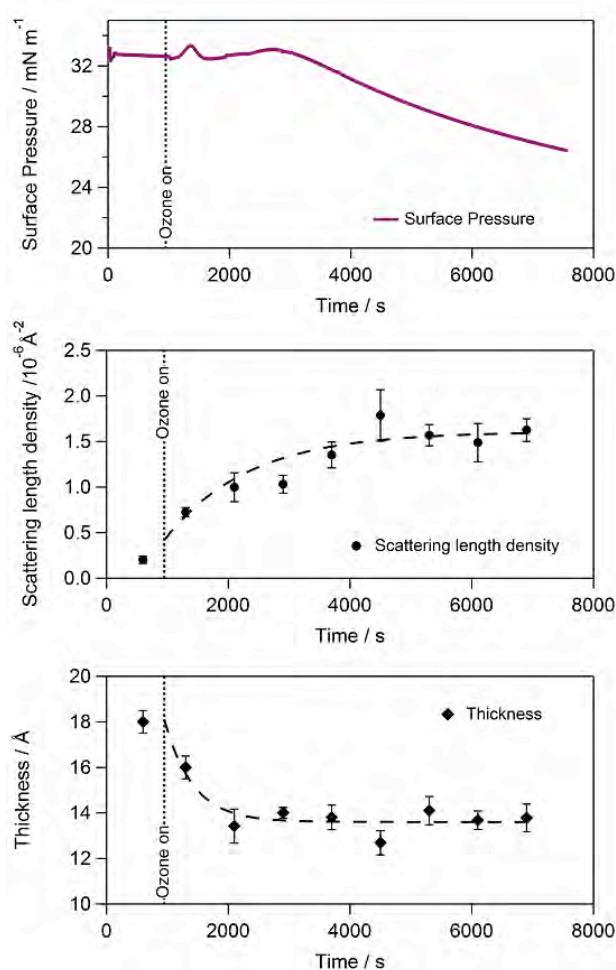 Surface Pressure / mN m⁻¹
32
28
24
20
Ozone on
Surface Pressure
0 2000 4000 6000 8000
Time / s
Scattering length density /10⁻⁶Å⁻²
2.5
2.0
1.5
1.0
0.5
0.0
Ozone on
Scattering length density
0 2000 4000 6000 8000
Time / s
Thickness / Å
20
18
16
14
12
10
Ozone on
Thickness
0 2000 4000 6000 8000
Time / s